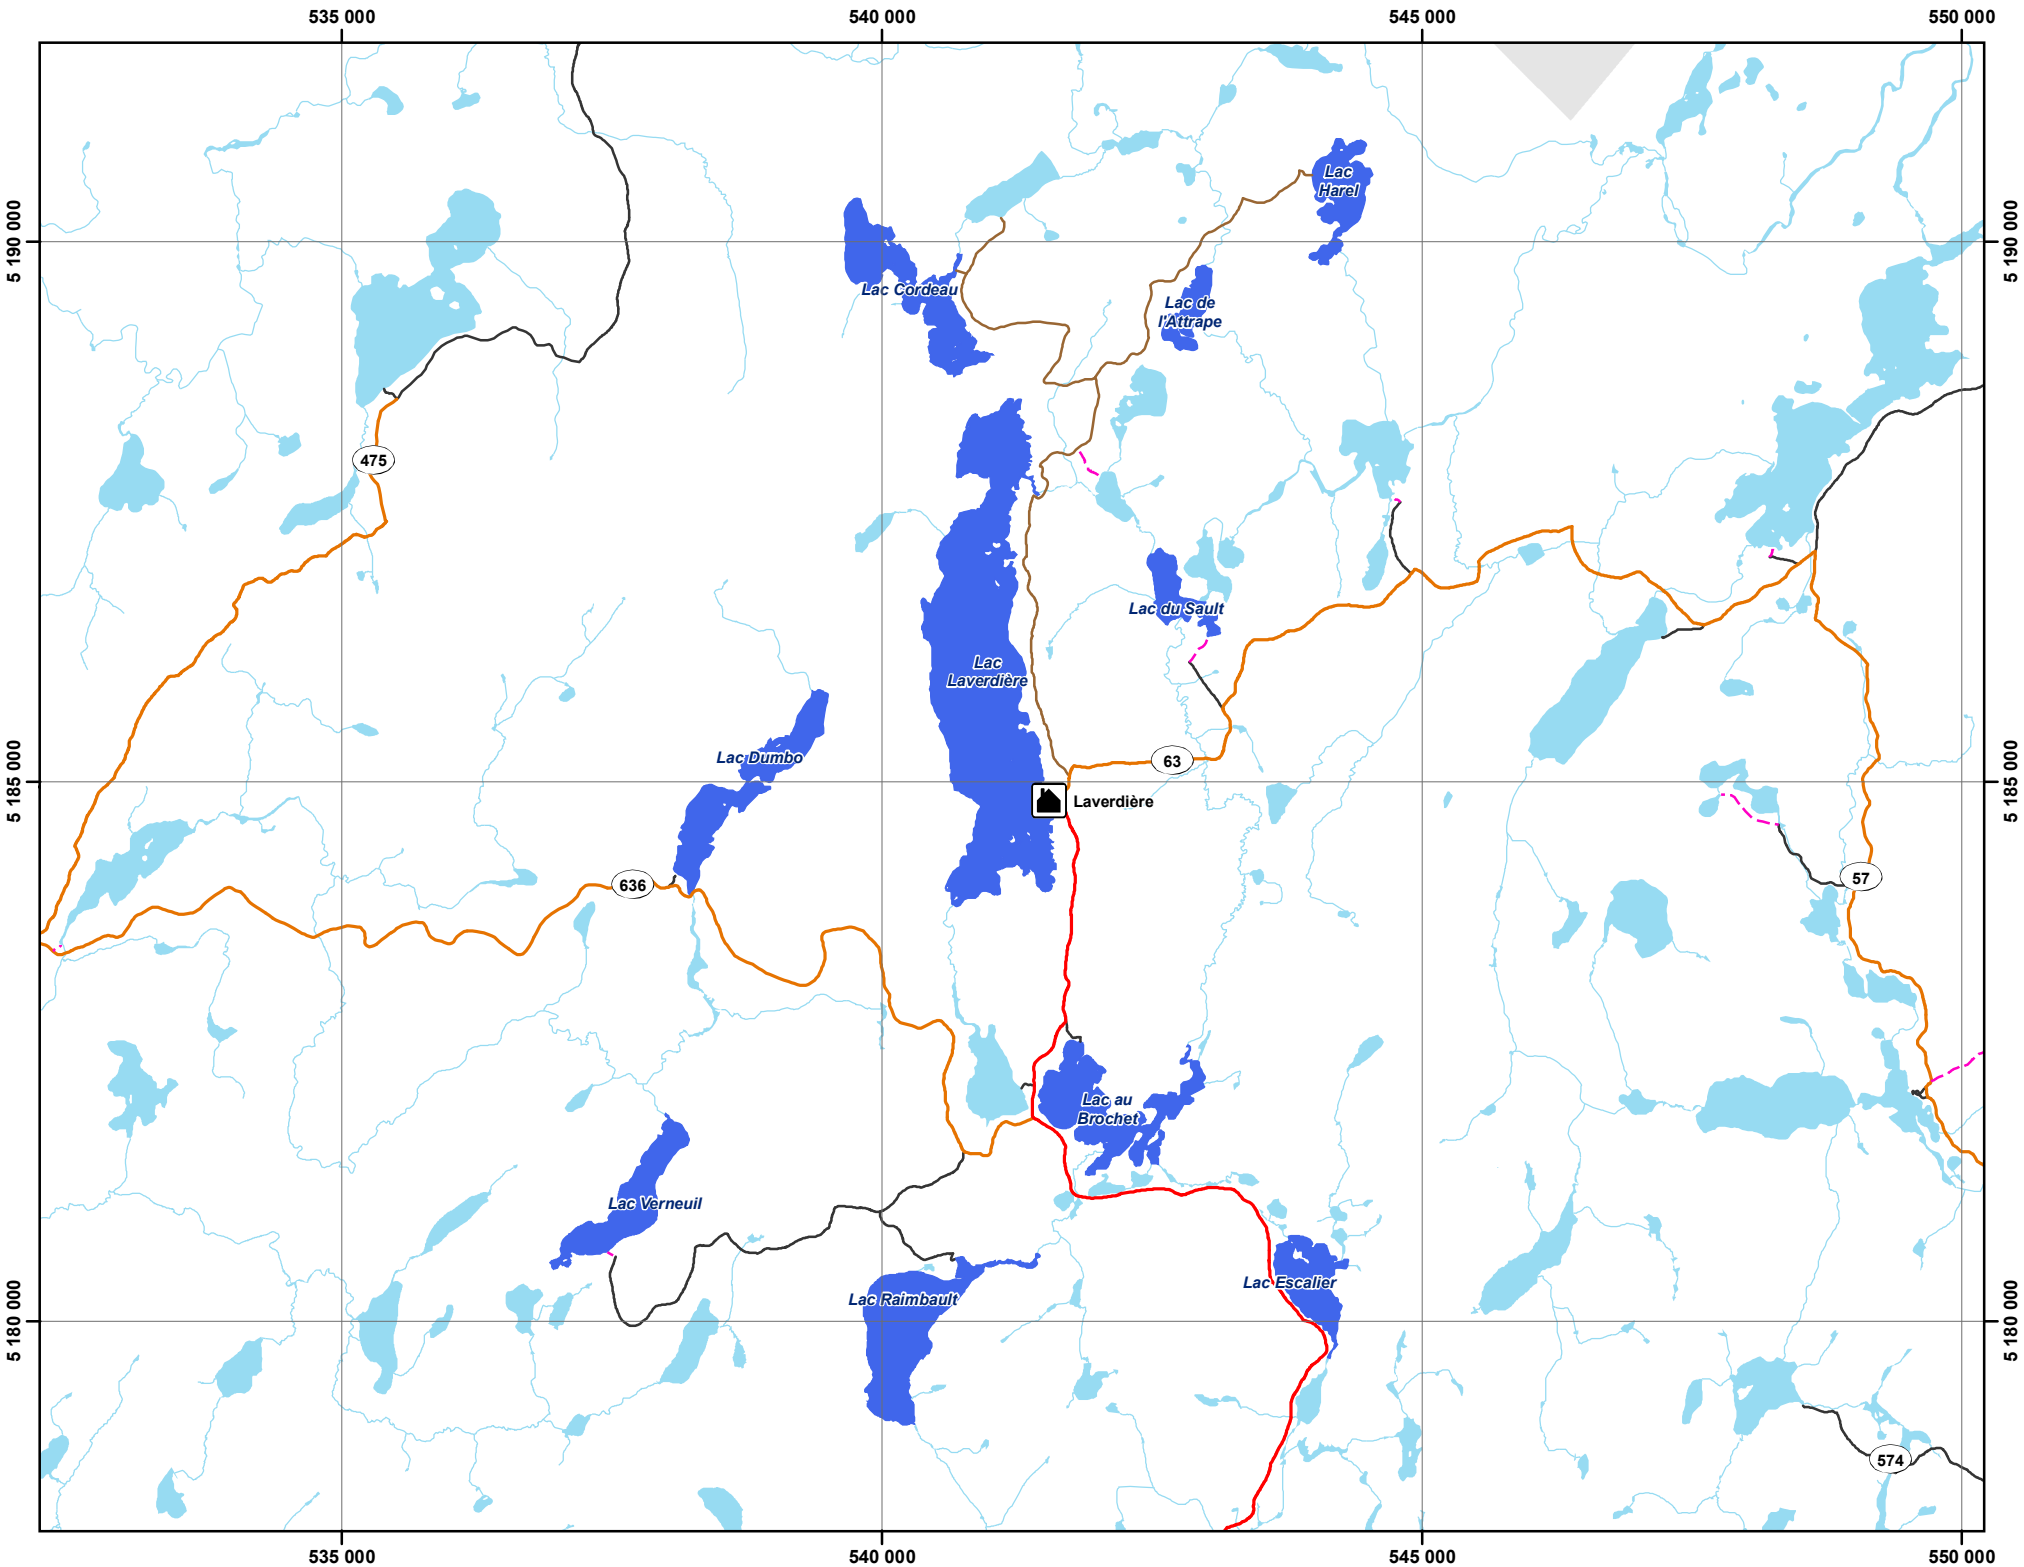 535 000
540 000
545 000
550 000
Lac
Harel
5 190 000
5 190 000
Lac Cordeau
Lac de
l'Attrape
475
Lac du Sault
Lac
Laverdière
Lac Dumbo
63
5 185 000
5 185 000
Laverdière
636
57
Lac au
Brochet
Lac Verneuil
Lac Escalier
Lac Raimbault
5 180 000
5 180 000
574
535 000
540 000
545 000
550 000